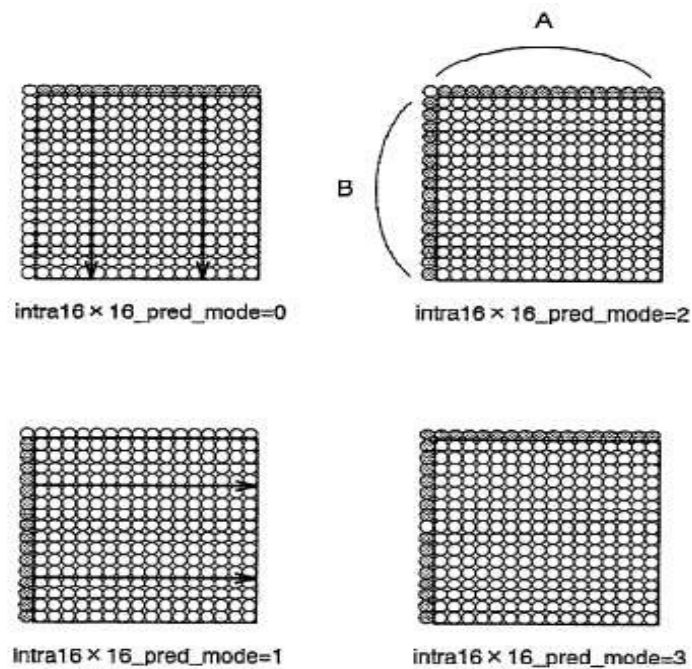 A
B
intra16×16_pred_mode=0
intra16×16_pred_mode=2
intra16×16_pred_mode=1
intra16×16_pred_mode=3